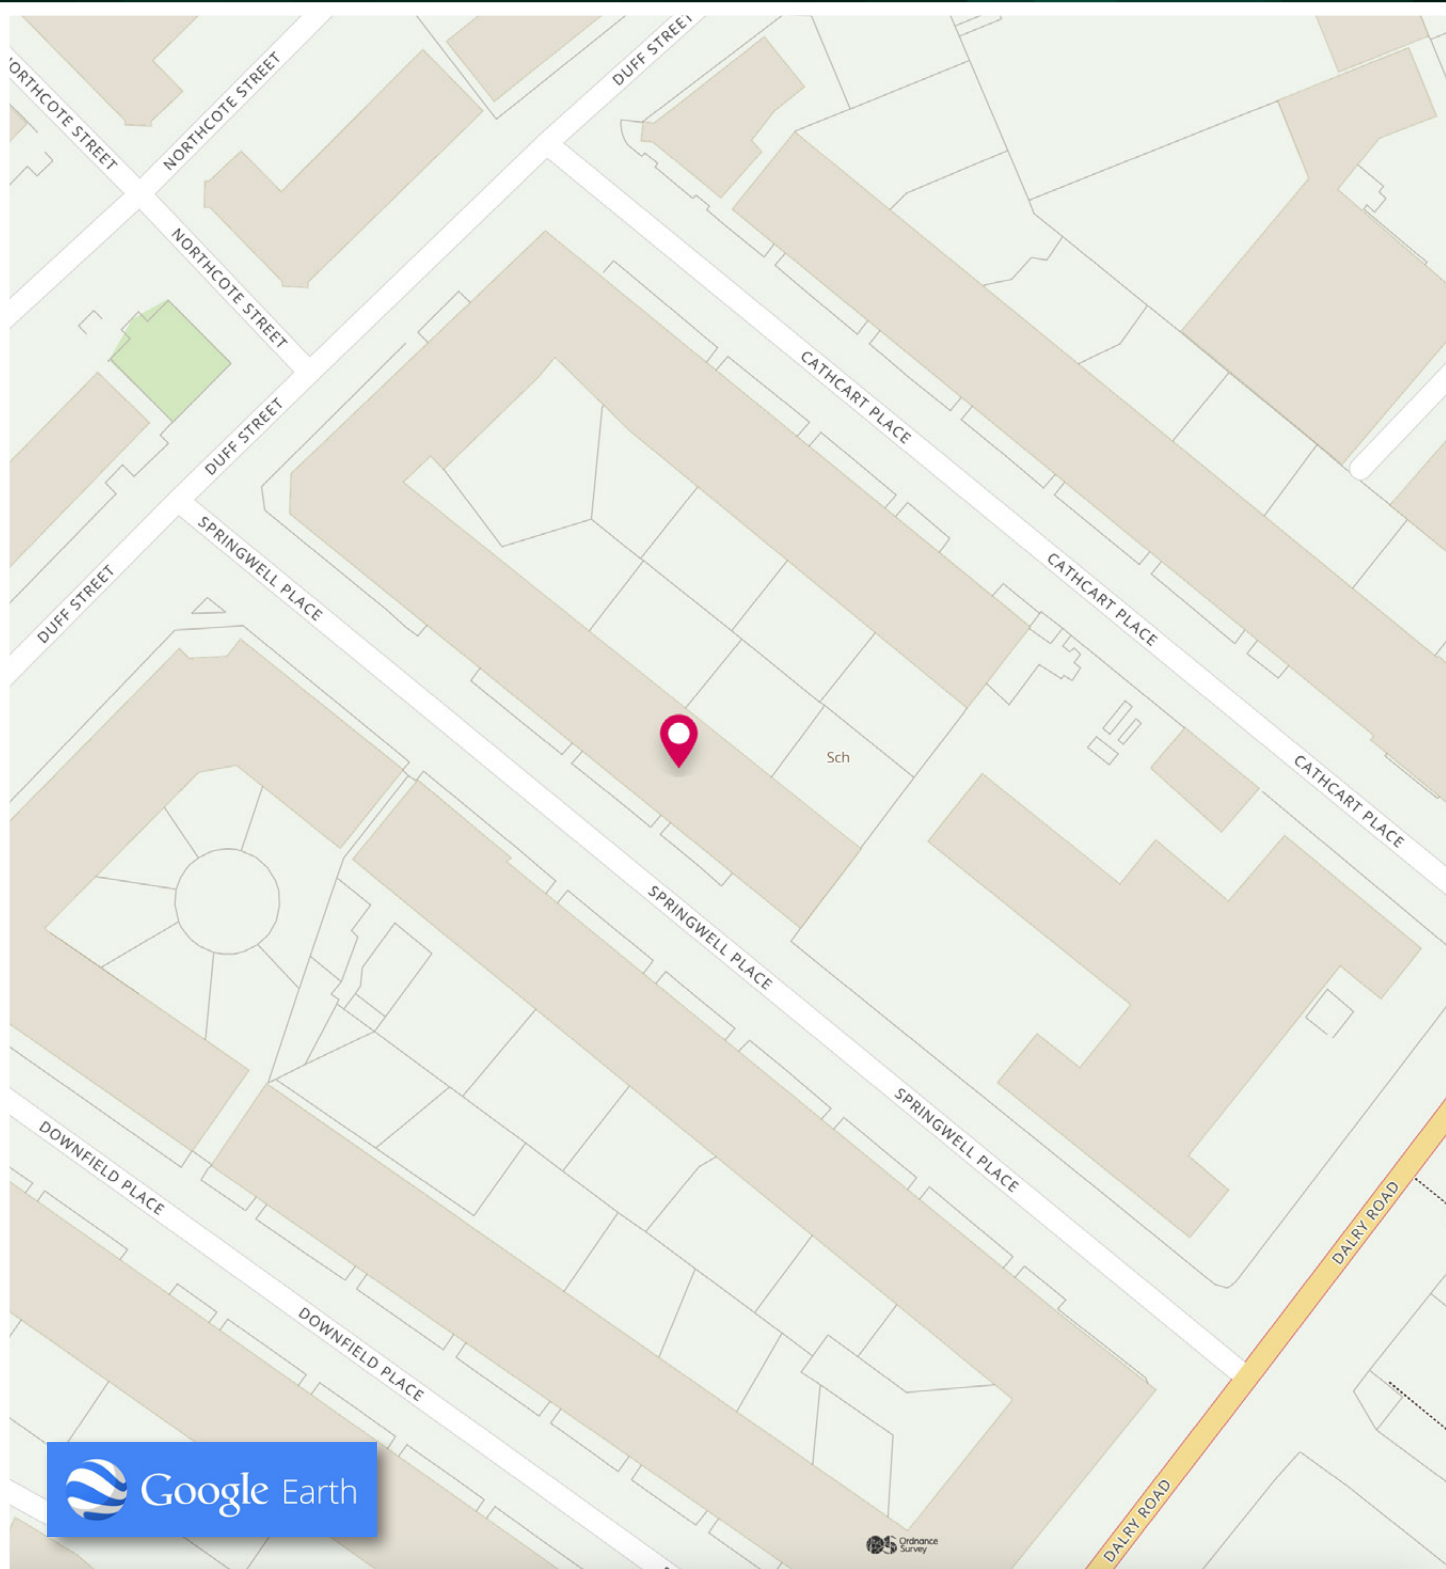 DUFF STREET
NORTHCOTE STREET
NORTHCOTE STREET
NORTHCOTE STREET
CATHCART PLACE
DUFF STREET
SPRINGWELL PLACE
CATHCART PLACE
DUFF STREET
Sch
CATHCART PLACE
SPRINGWELL PLACE
SPRINGWELL PLACE
DOWNFIELD PLACE
DALRY ROAD
DOWNFIELD PLACE
Google Earth
DALRY ROAD
OS Ordnance
Survey